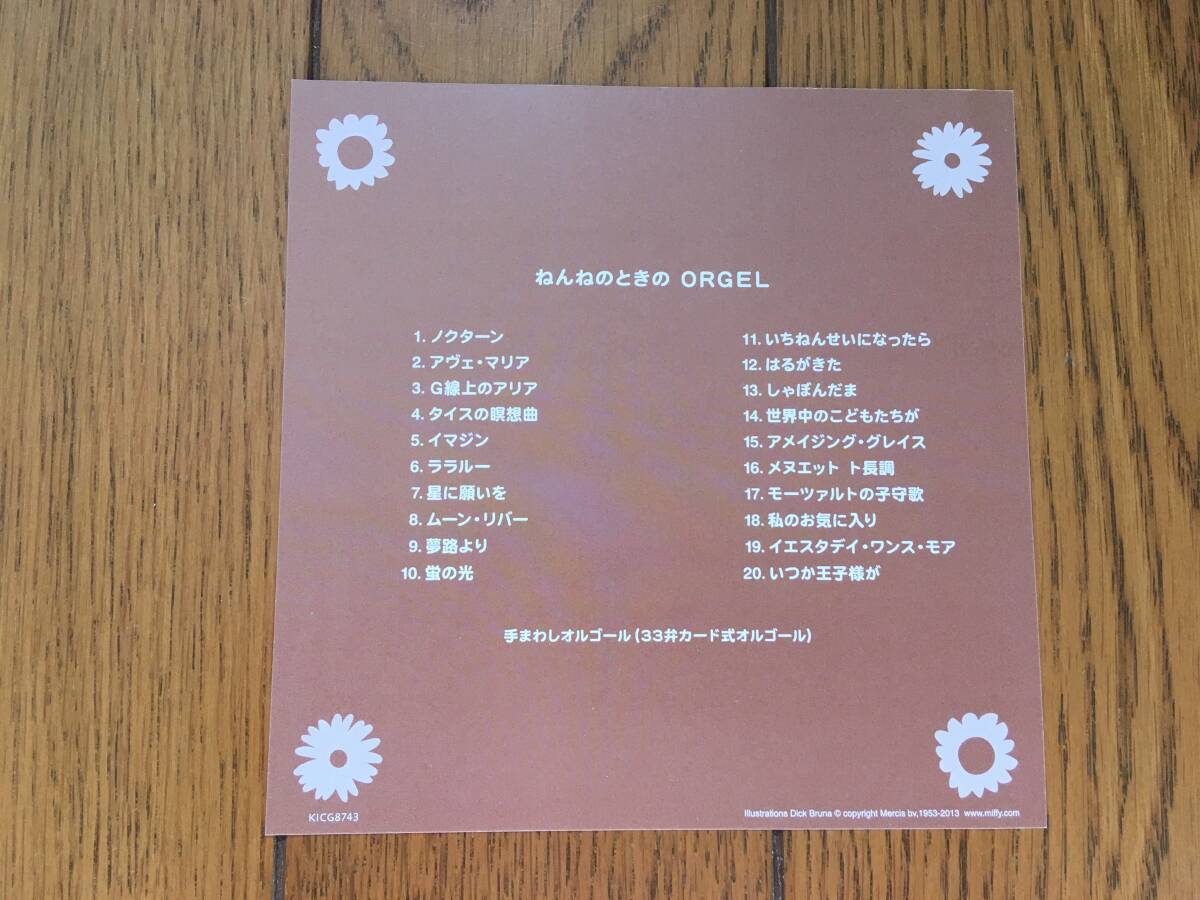 ねんねのときの ORGEL
1. ノクターン
2. アヴェ・マリア
3. G線上のアリア
4. タイスの瞑想曲
5. イマジン
6. ララルー
7. 星に願いを
8. ムーン・リバー
9. 夢路より
10. 蛍の光
11. いちねんせいになったら
12. はるがきた
13. しゃぼんだま
14. 世界中のこどもたちが
15. アメイジング・グレイス
16. メヌエット ト長調
17. モーツァルトの子守歌
18. 私のお気に入り
19. イエスタデイ・ワンス・モア
20. いつか王子様が
手まわしオルゴール(33弁カード式オルゴール)
KICG8743
Illustrations Dick Bruna © copyright Mercis bv,1953-2013 www.miffy.com